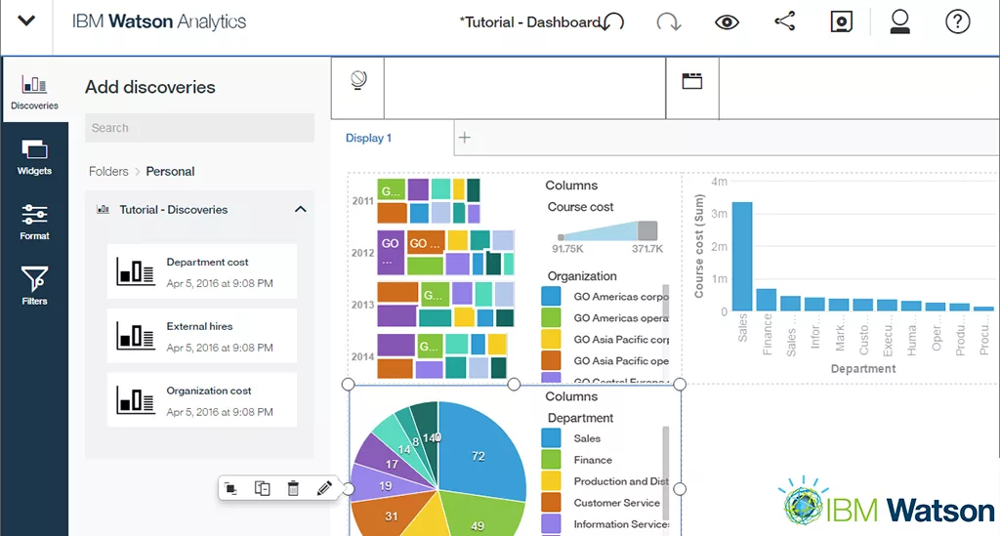 IBM Watson Analytics
*Tutorial - Dashboard
Discoveries
Widgets
Format
Filters
Add discoveries
Search
Folders > Personal
Tutorial - Discoveries
Department cost
Apr 5, 2016 at 9:08 PM
External hires
Apr 5, 2016 at 9:08 PM
Organization cost
Apr 5, 2016 at 9:08 PM
Display 1
+
2011
G...
2012
GO ...
GO ...
2013
G...
2014
G...
Columns
Course cost
91.75K
371.7K
Organization
GO Americas corpo
GO Americas opera
GO Asia Pacific corp
GO Asia Pacific ope
GO Central Europe
4m
3m
2m
1m
0
Course cost (Sum)
Sales
Finance
Sales ...
Infor...
Mark...
Custo...
Execu...
Huma...
Oper...
Produ...
Procu...
Department
72
49
31
19
17
14
8
14
Columns
Department
Sales
Finance
Production and Dist
Customer Service
Information Services
IBM Watson